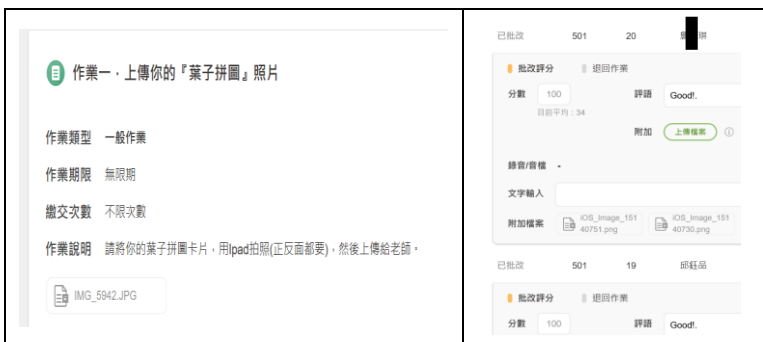 作業一．上傳你的『葉子拼圖』照片
作業類型 一般作業
作業期限 無限期
繳交次數 不限次數
作業說明 請將你的葉子拼圖卡片，用Ipad拍照(正反面都要)，然後上傳給老師。
IMG_5942.JPG
已批改 501 20 琪
批改評分 退回作業
分數 100 評語 Good!.
目前平均：34
附加 上傳檔案
錄音/音檔 -
文字輸入
附加檔案 iOS_Image_151 iOS_Image_151
40751.png 40730.png
已批改 501 19 邱鈺品
批改評分 退回作業
分數 100 評語 Good!.